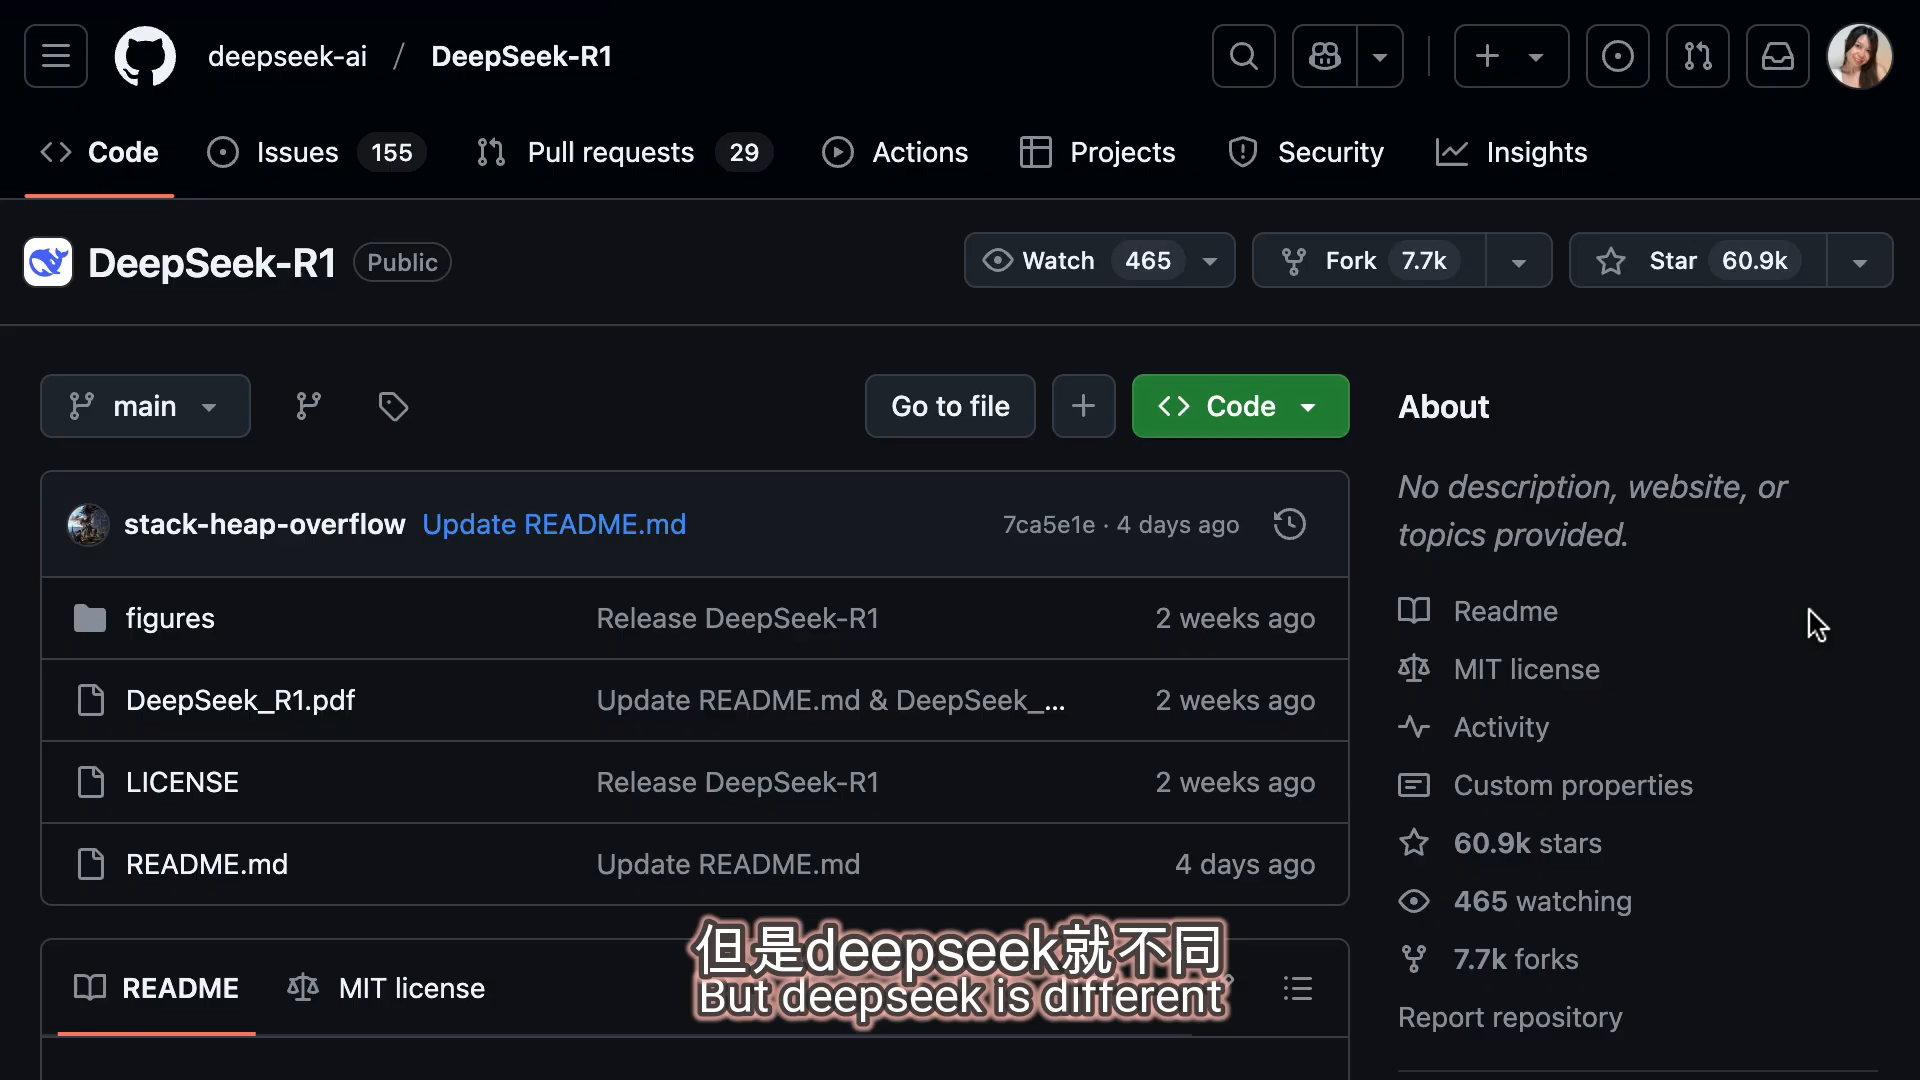 deepseek-ai / DeepSeek-R1
Code Issues 155 Pull requests 29 Actions Projects Security Insights
DeepSeek-R1 Public Watch 465 Fork 7.7k Star 60.9k
main Go to file Code
stack-heap-overflow Update README.md 7ca5e1e · 4 days ago
figures Release DeepSeek-R1 2 weeks ago
DeepSeek_R1.pdf Update README.md & DeepSeek_... 2 weeks ago
LICENSE Release DeepSeek-R1 2 weeks ago
README.md Update README.md 4 days ago
README MIT license
About
No description, website, or
topics provided.
Readme
MIT license
Activity
Custom properties
60.9k stars
465 watching
7.7k forks
Report repository
但是deepseek就不同
But deepseek is different